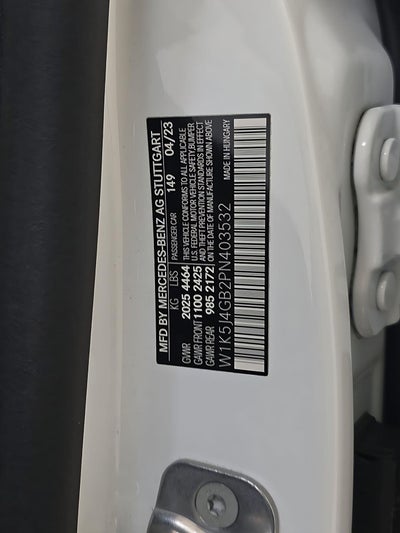 MFD BY MERCEDES-BENZ AG STUTTGART
KG LBS PASSENGER CAR 149 04/23
GVWR 2025 4464 THIS VEHICLE CONFORMS TO ALL APPLICABLE
GAWR FRONT 1100 2425 U.S. FEDERAL MOTOR VEHICLE SAFETY, BUMPER
AND THEFT PREVENTION STANDARDS IN EFFECT
GAWR REAR 985 2172 ON THE DATE OF MANUFACTURE SHOWN ABOVE
W1K5J4GB2PN403532 MADE IN HUNGARY